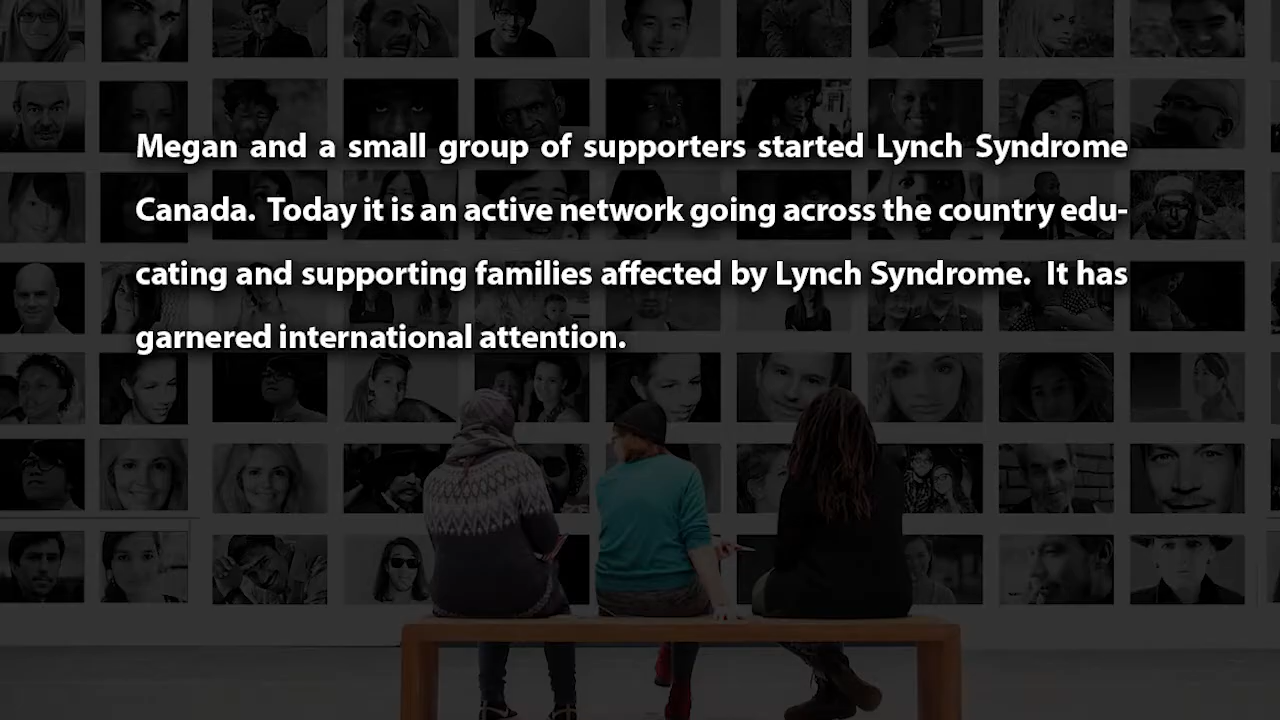 Megan and a small group of supporters started Lynch Syndrome
Canada.  Today it is an active network going across the country edu-
cating and supporting families affected by Lynch Syndrome.  It has
garnered international attention.